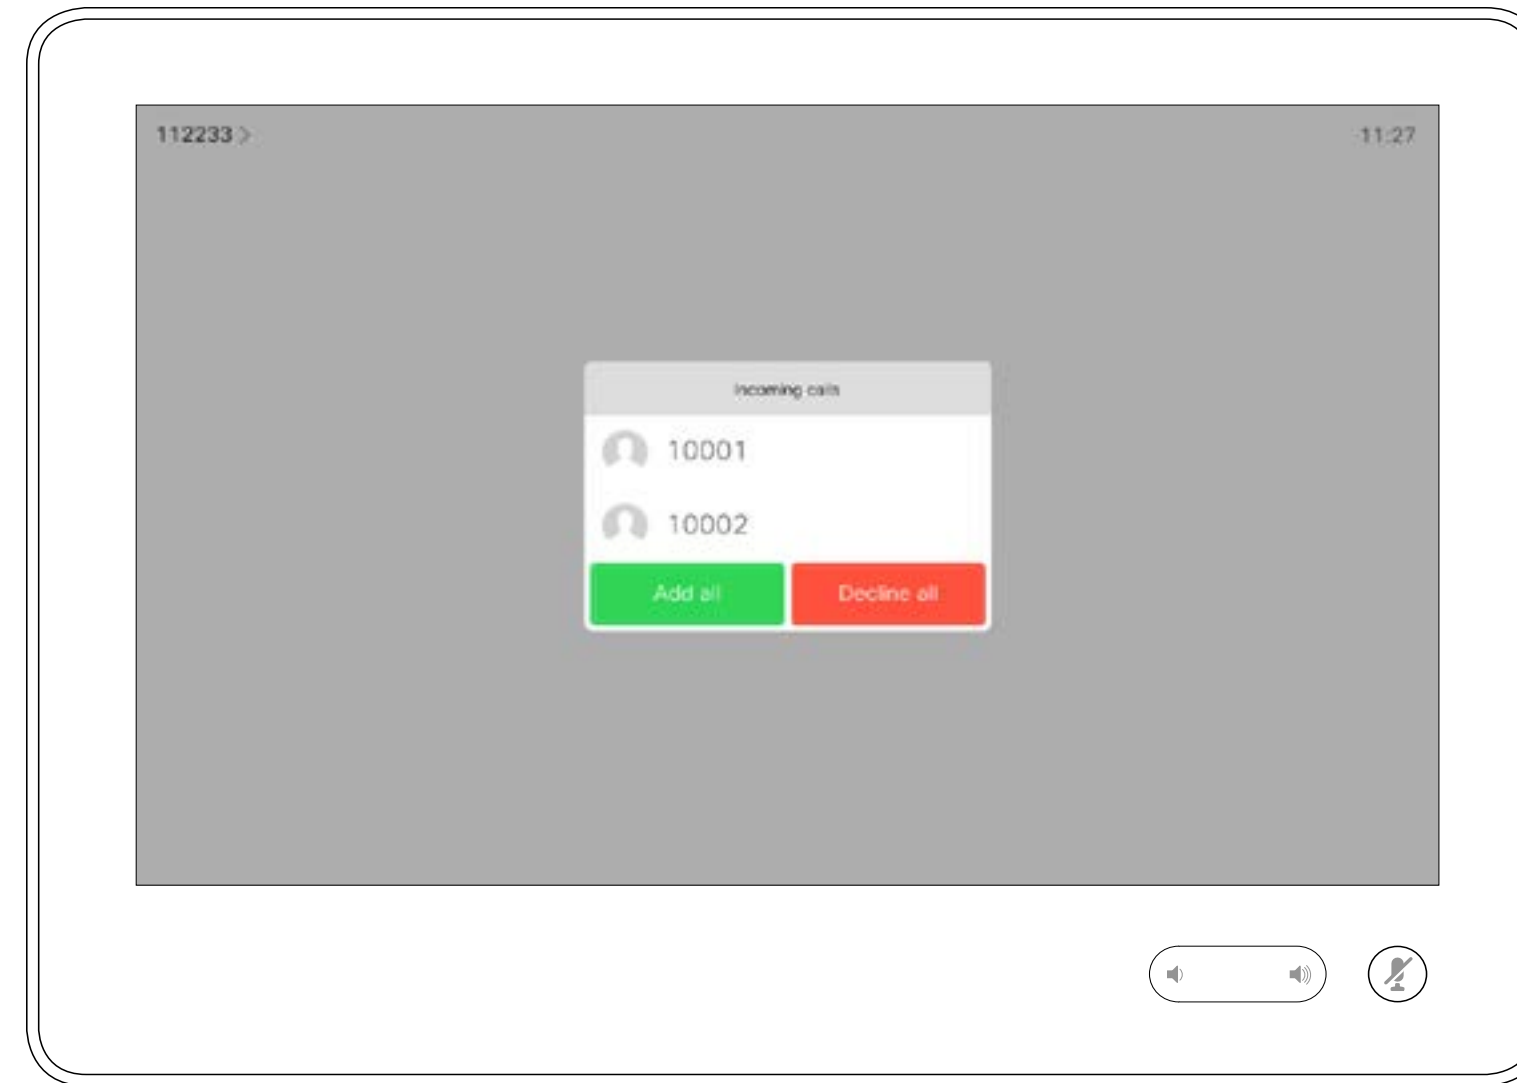 112233 >
11:27
Incoming calls
10001
10002
Add all
Decline all